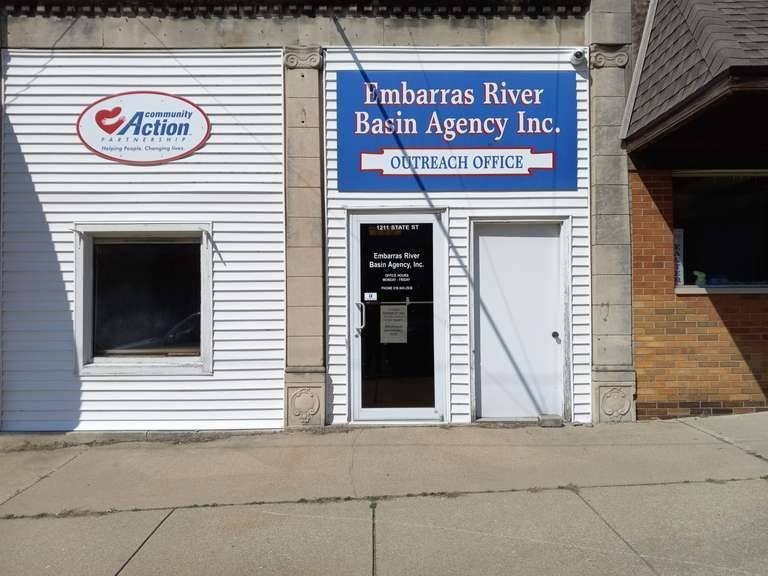 community
Action
PARTNERSHIP
Helping People. Changing lives.
Embarras River
Basin Agency Inc.
OUTREACH OFFICE
1211 STATE ST
Embarras River
Basin Agency, Inc.
OFFICE HOURS
MONDAY - FRIDAY